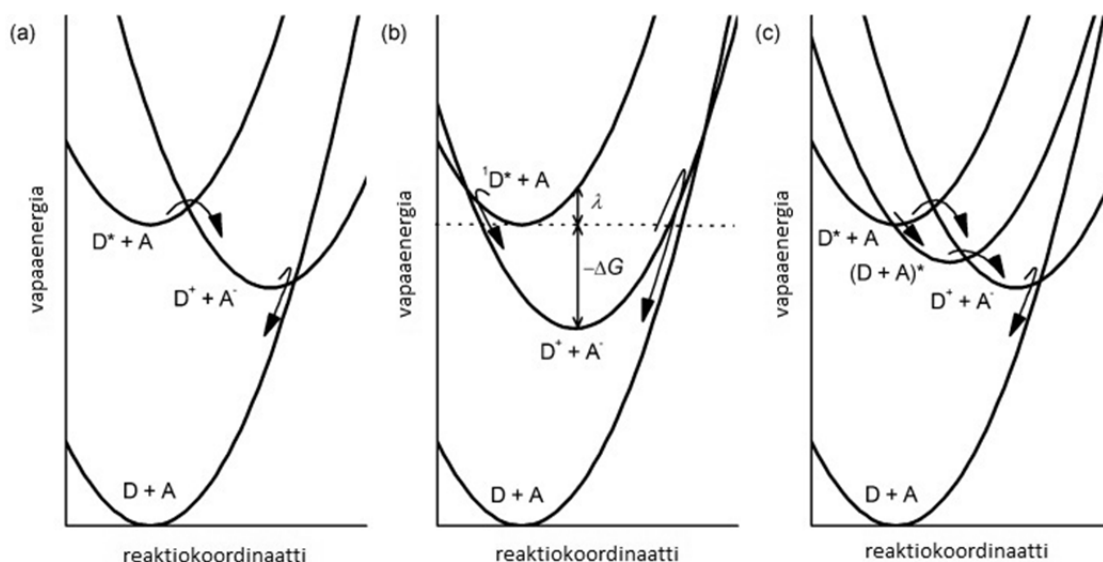 (a)
vapaaenergia
D* + A
D⁺ + A⁻
D + A
reaktiokoordinaatti
(b)
vapaaenergia
¹D* + A
λ
−ΔG
D⁺ + A⁻
D + A
reaktiokoordinaatti
(c)
vapaaenergia
D* + A
(D + A)*
D⁺ + A⁻
D + A
reaktiokoordinaatti